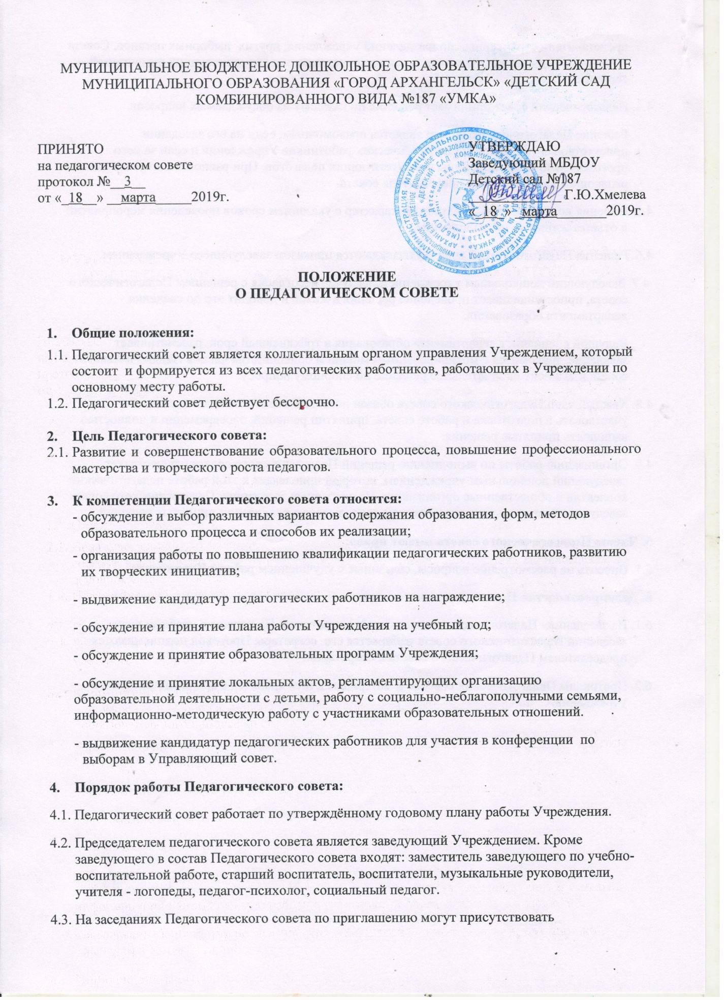 МУНИЦИПАЛЬНОЕ БЮДЖТЕНОЕ ДОШКОЛЬНОЕ ОБРАЗОВАТЕЛЬНОЕ УЧРЕЖДЕНИЕ
МУНИЦИПАЛЬНОГО ОБРАЗОВАНИЯ «ГОРОД АРХАНГЕЛЬСК» «ДЕТСКИЙ САД
КОМБИНИРОВАННОГО ВИДА №187 «УМКА»
ПРИНЯТО
на педагогическом совете
протокол №__3__
от «_18__» __марта_____2019г.
УТВЕРЖДАЮ
Заведующий МБДОУ
Детский сад №187
_____________Г.Ю.Хмелева
«_18_» _марта_______2019г.
ПОЛОЖЕНИЕ
О ПЕДАГОГИЧЕСКОМ СОВЕТЕ
1. Общие положения:
1.1. Педагогический совет является коллегиальным органом управления Учреждением, который
состоит и формируется из всех педагогических работников, работающих в Учреждении по
основному месту работы.
1.2. Педагогический совет действует бессрочно.
2. Цель Педагогического совета:
2.1. Развитие и совершенствование образовательного процесса, повышение профессионального
мастерства и творческого роста педагогов.
3. К компетенции Педагогического совета относится:
- обсуждение и выбор различных вариантов содержания образования, форм, методов
образовательного процесса и способов их реализации;
- организация работы по повышению квалификации педагогических работников, развитию
их творческих инициатив;
- выдвижение кандидатур педагогических работников на награждение;
- обсуждение и принятие плана работы Учреждения на учебный год;
- обсуждение и принятие образовательных программ Учреждения;
- обсуждение и принятие локальных актов, регламентирующих организацию
образовательной деятельности с детьми, работу с социально-неблагополучными семьями,
информационно-методическую работу с участниками образовательных отношений.
- выдвижение кандидатур педагогических работников для участия в конференции по
выборам в Управляющий совет.
4. Порядок работы Педагогического совета:
4.1. Педагогический совет работает по утверждённому годовому плану работы Учреждения.
4.2. Председателем педагогического совета является заведующий Учреждением. Кроме
заведующего в состав Педагогического совета входят: заместитель заведующего по учебно-
воспитательной работе, старший воспитатель, воспитатели, музыкальные руководители,
учителя - логопеды, педагог-психолог, социальный педагог.
4.3. На заседаниях Педагогического совета по приглашению могут присутствовать